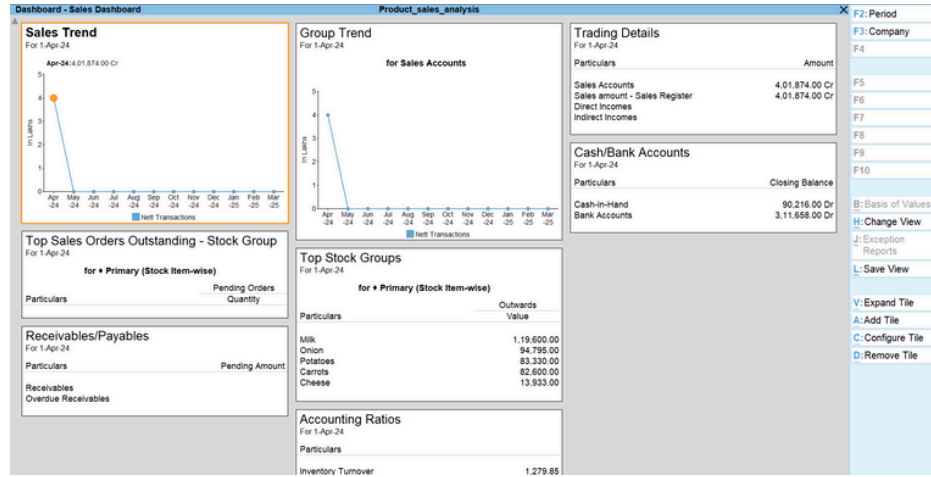 Dashboard - Sales Dashboard
Product_sales_analysis
X
Sales Trend
For 1-Apr-24
Apr-24:4,01,874.00 Cr
In Lakhs
5
4
3
2
1
0
Apr May Jun Jul Aug Sep Oct Nov Dec Jan Feb Mar
-24 -24 -24 -24 -24 -24 -24 -24 -24 -25 -25 -25
Nett Transactions
Top Sales Orders Outstanding - Stock Group
For 1-Apr-24
for ♦ Primary (Stock Item-wise)
Pending Orders
Particulars Quantity
Receivables/Payables
For 1-Apr-24
Particulars Pending Amount
Receivables
Overdue Receivables
Group Trend
For 1-Apr-24
for Sales Accounts
In Lakhs
5
4
3
2
1
0
Apr May Jun Jul Aug Sep Oct Nov Dec Jan Feb Mar
-24 -24 -24 -24 -24 -24 -24 -24 -24 -25 -25 -25
Nett Transactions
Top Stock Groups
For 1-Apr-24
for ♦ Primary (Stock Item-wise)
Outwards
Particulars Value
Milk 1,19,600.00
Onion 94,795.00
Potatoes 83,330.00
Carrots 82,600.00
Cheese 13,933.00
Accounting Ratios
For 1-Apr-24
Particulars
Inventory Turnover 1,279.85
Trading Details
For 1-Apr-24
Particulars Amount
Sales Accounts 4,01,874.00 Cr
Sales amount - Sales Register 4,01,874.00 Cr
Direct Incomes
Indirect Incomes
Cash/Bank Accounts
For 1-Apr-24
Particulars Closing Balance
Cash-in-Hand 90,216.00 Dr
Bank Accounts 3,11,658.00 Dr
F2: Period
F3: Company
F4
F5
F6
F7
F8
F9
F10
B: Basis of Values
H: Change View
J: Exception
Reports
L: Save View
V: Expand Tile
A: Add Tile
C: Configure Tile
D: Remove Tile